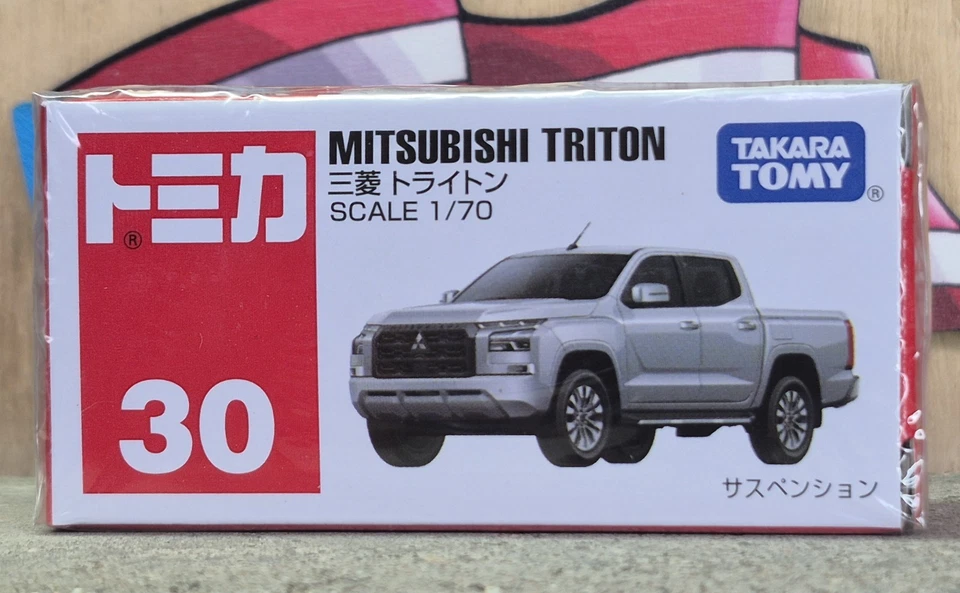 トミカ
®
30
MITSUBISHI TRITON
三菱 トライトン
SCALE 1/70
TAKARA
TOMY
®
サスペンション